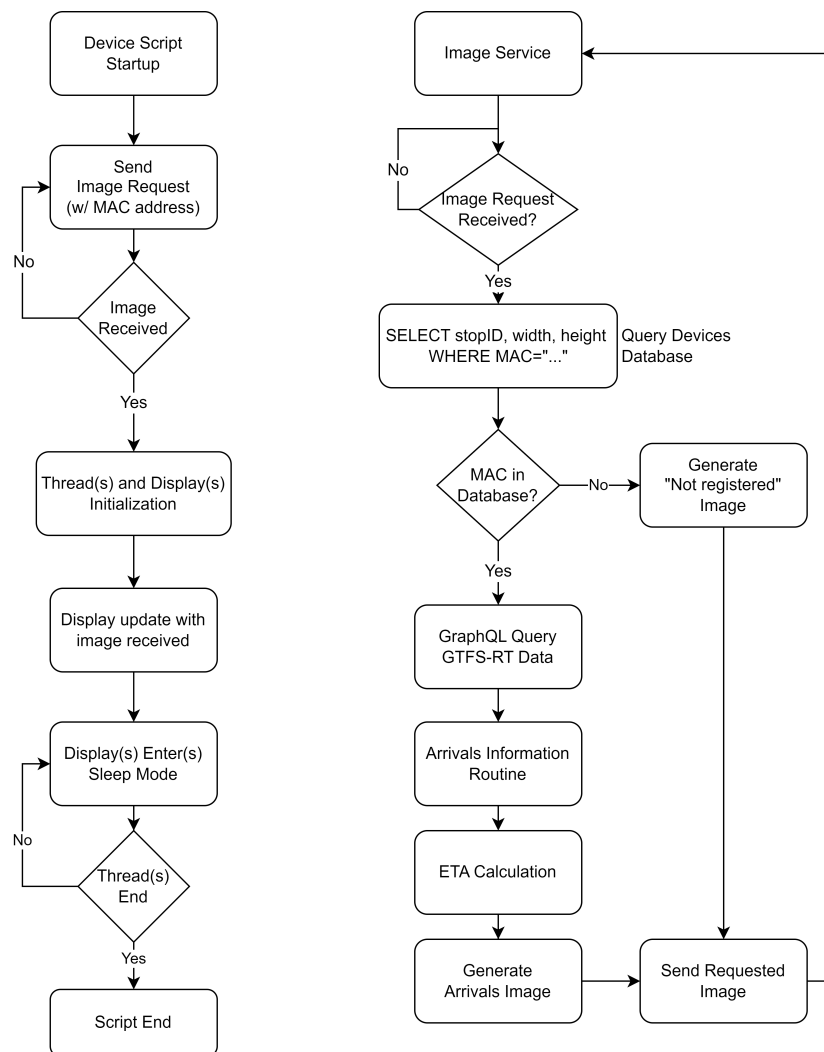 Device Script
Startup
Send
Image Request
(w/ MAC address)
No
Image
Received
Yes
Thread(s) and Display(s)
Initialization
Display update with
image received
Display(s) Enter(s)
Sleep Mode
No
Thread(s)
End
Yes
Script End
Image Service
No
Image Request
Received?
Yes
SELECT stopID, width, height
WHERE MAC="..."
Query Devices
Database
MAC in
Database?
No
Generate
"Not registered"
Image
Yes
GraphQL Query
GTFS-RT Data
Arrivals Information
Routine
ETA Calculation
Generate
Arrivals Image
Send Requested
Image